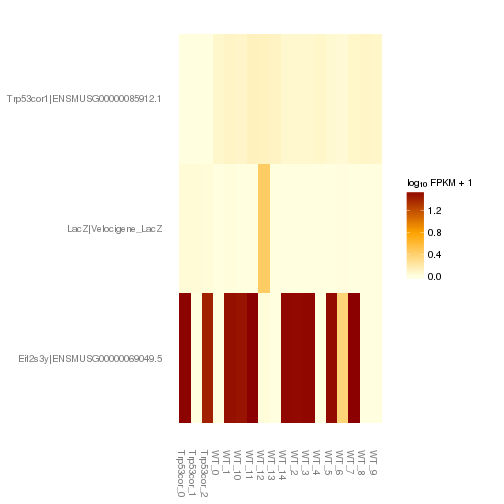 Trp53cor1|ENSMUSG00000085912.1
LacZ|Velocigene_LacZ
Eif2s3y|ENSMUSG00000069049.5
log10 FPKM + 1
1.2
0.8
0.4
0.0
Trp53cor_0
Trp53cor_1
Trp53cor_2
WT_0
WT_1
WT_10
WT_11
WT_12
WT_13
WT_14
WT_2
WT_3
WT_4
WT_5
WT_6
WT_7
WT_8
WT_9